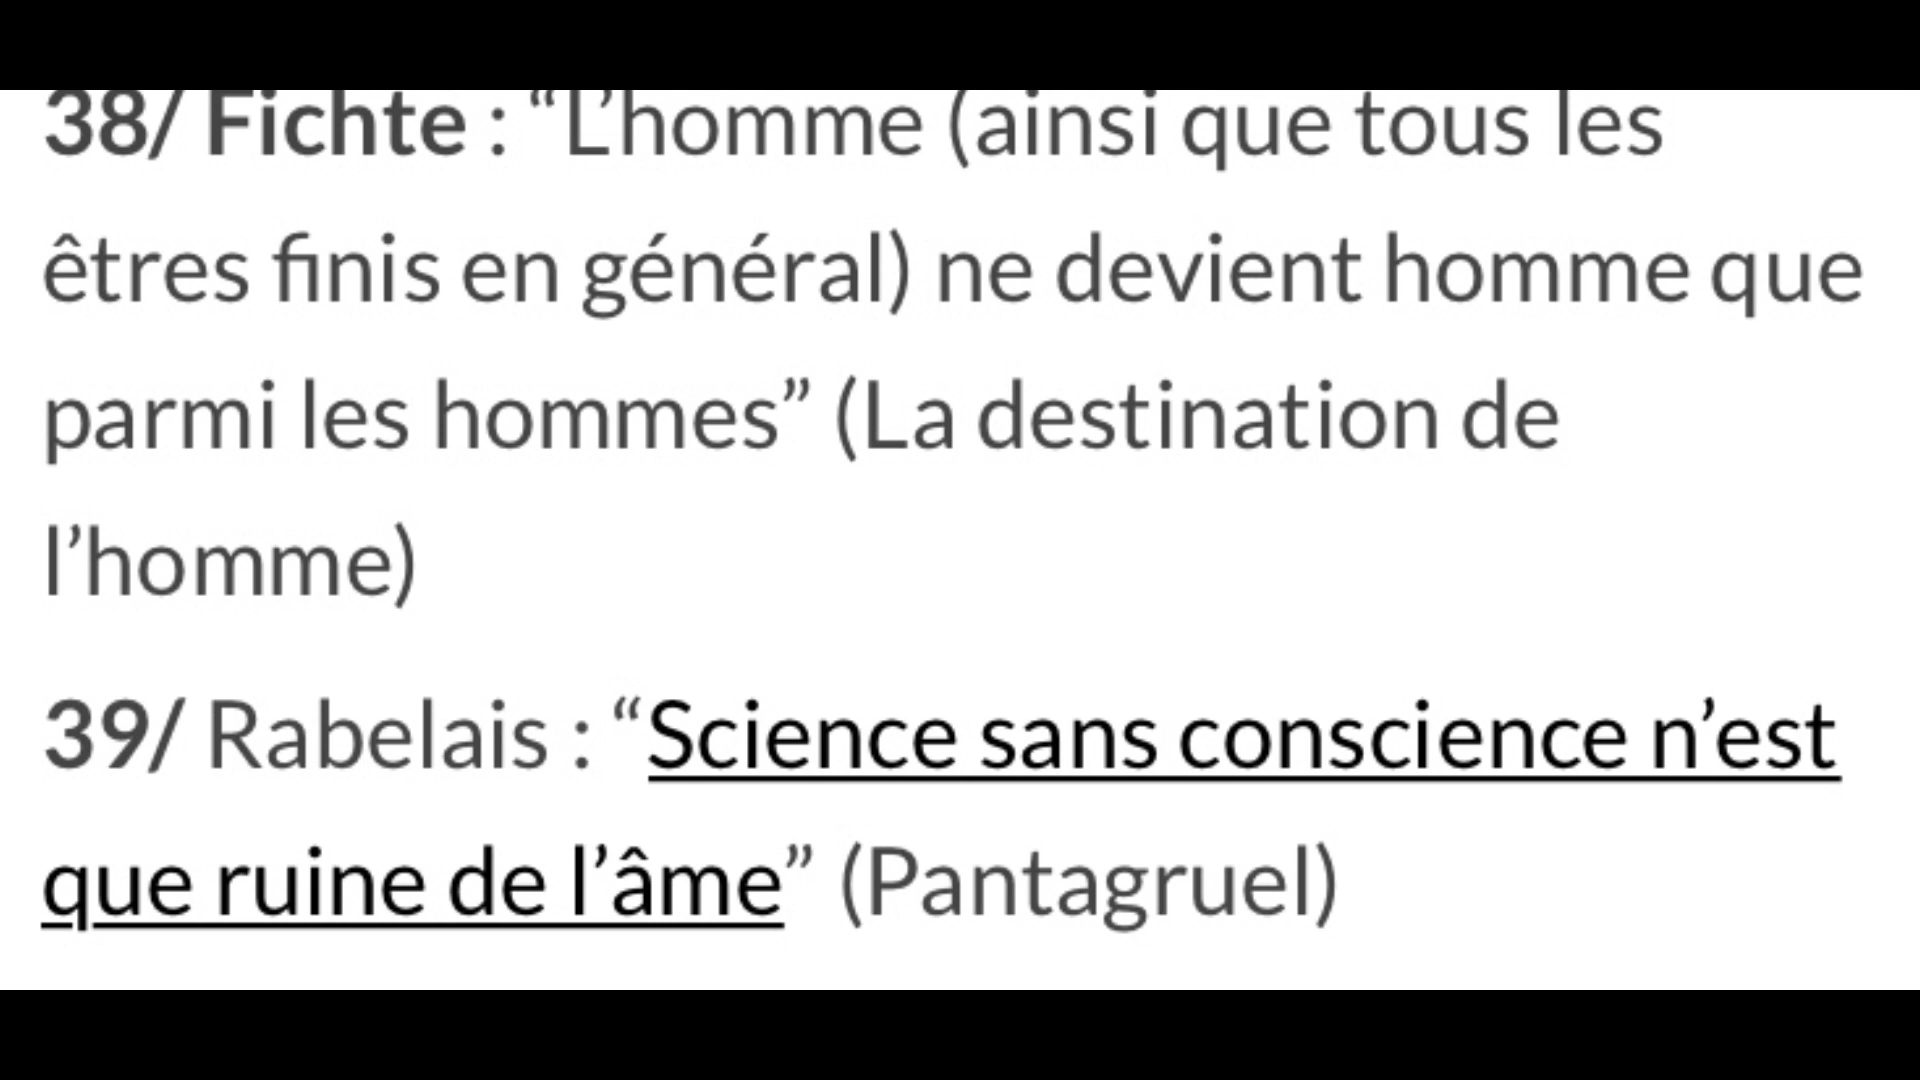 38/ Fichte : “L’homme (ainsi que tous les
êtres finis en général) ne devient homme que
parmi les hommes” (La destination de
l’homme)
39/ Rabelais : “Science sans conscience n’est
que ruine de l’âme” (Pantagruel)